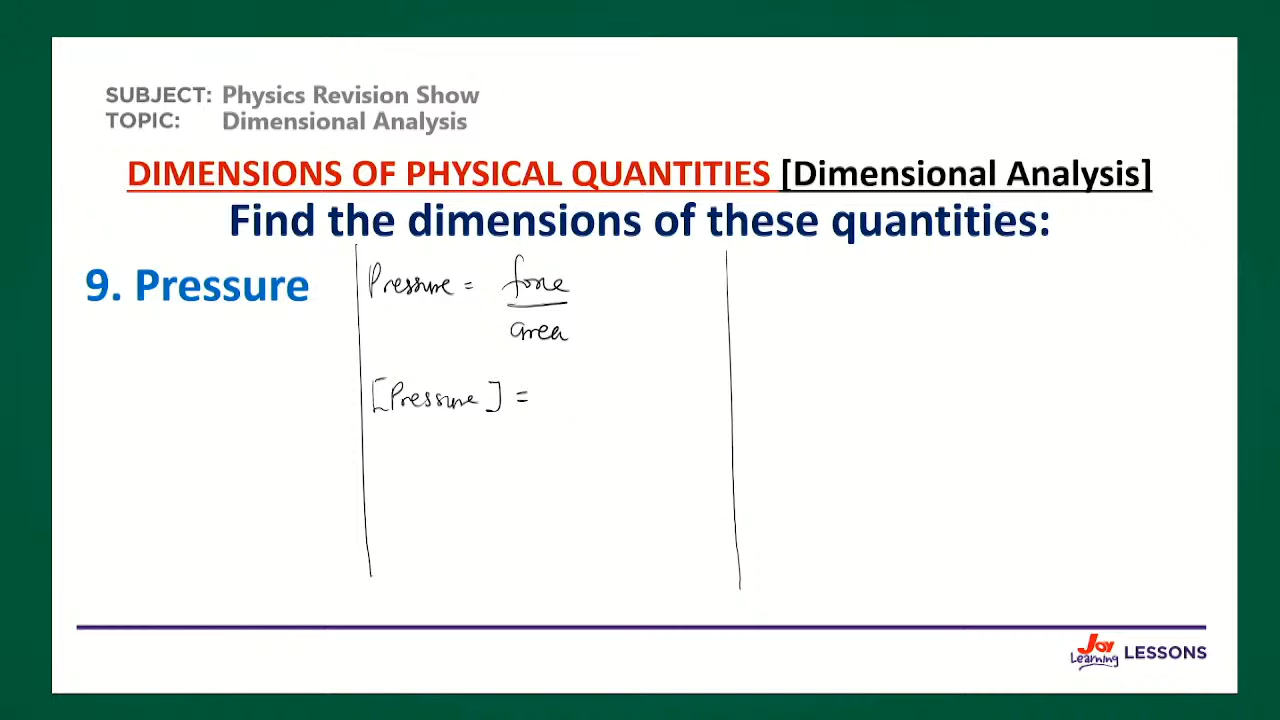 SUBJECT: Physics Revision Show
TOPIC: Dimensional Analysis
DIMENSIONS OF PHYSICAL QUANTITIES [Dimensional Analysis]
Find the dimensions of these quantities:
9. Pressure
Pressure = force
area
[Pressure] =
Joy Learning LESSONS